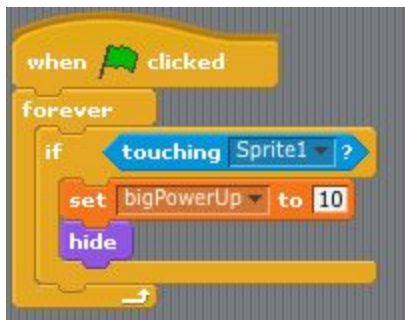 when clicked
forever
if touching Sprite1 ?
set bigPowerUp to 10
hide